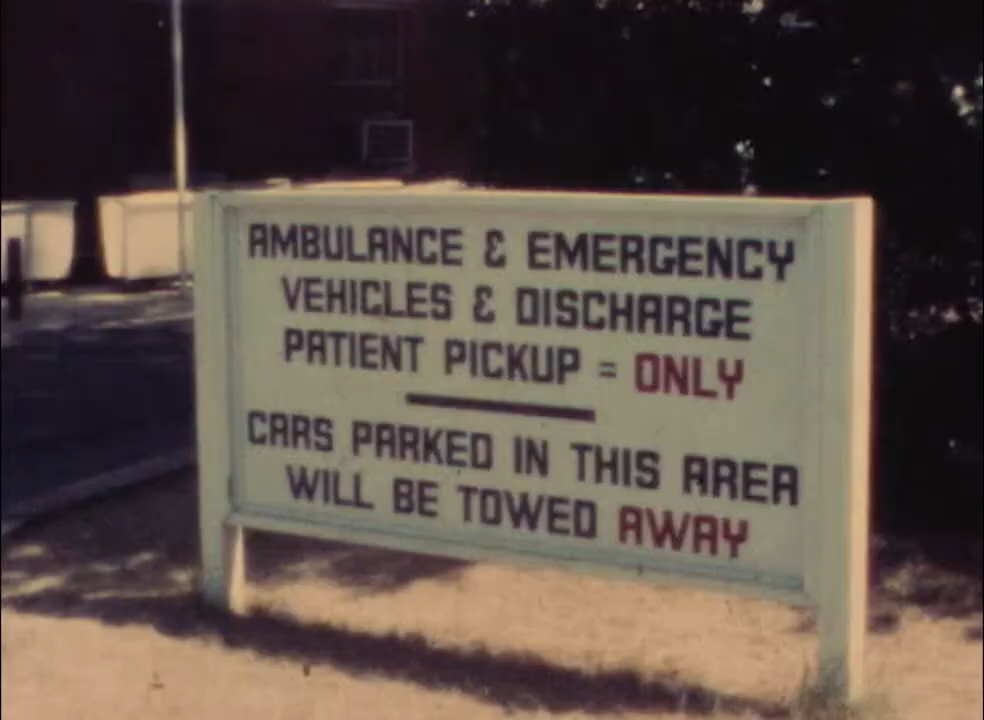 AMBULANCE & EMERGENCY
VEHICLES & DISCHARGE
PATIENT PICKUP = ONLY
CARS PARKED IN THIS AREA
WILL BE TOWED AWAY